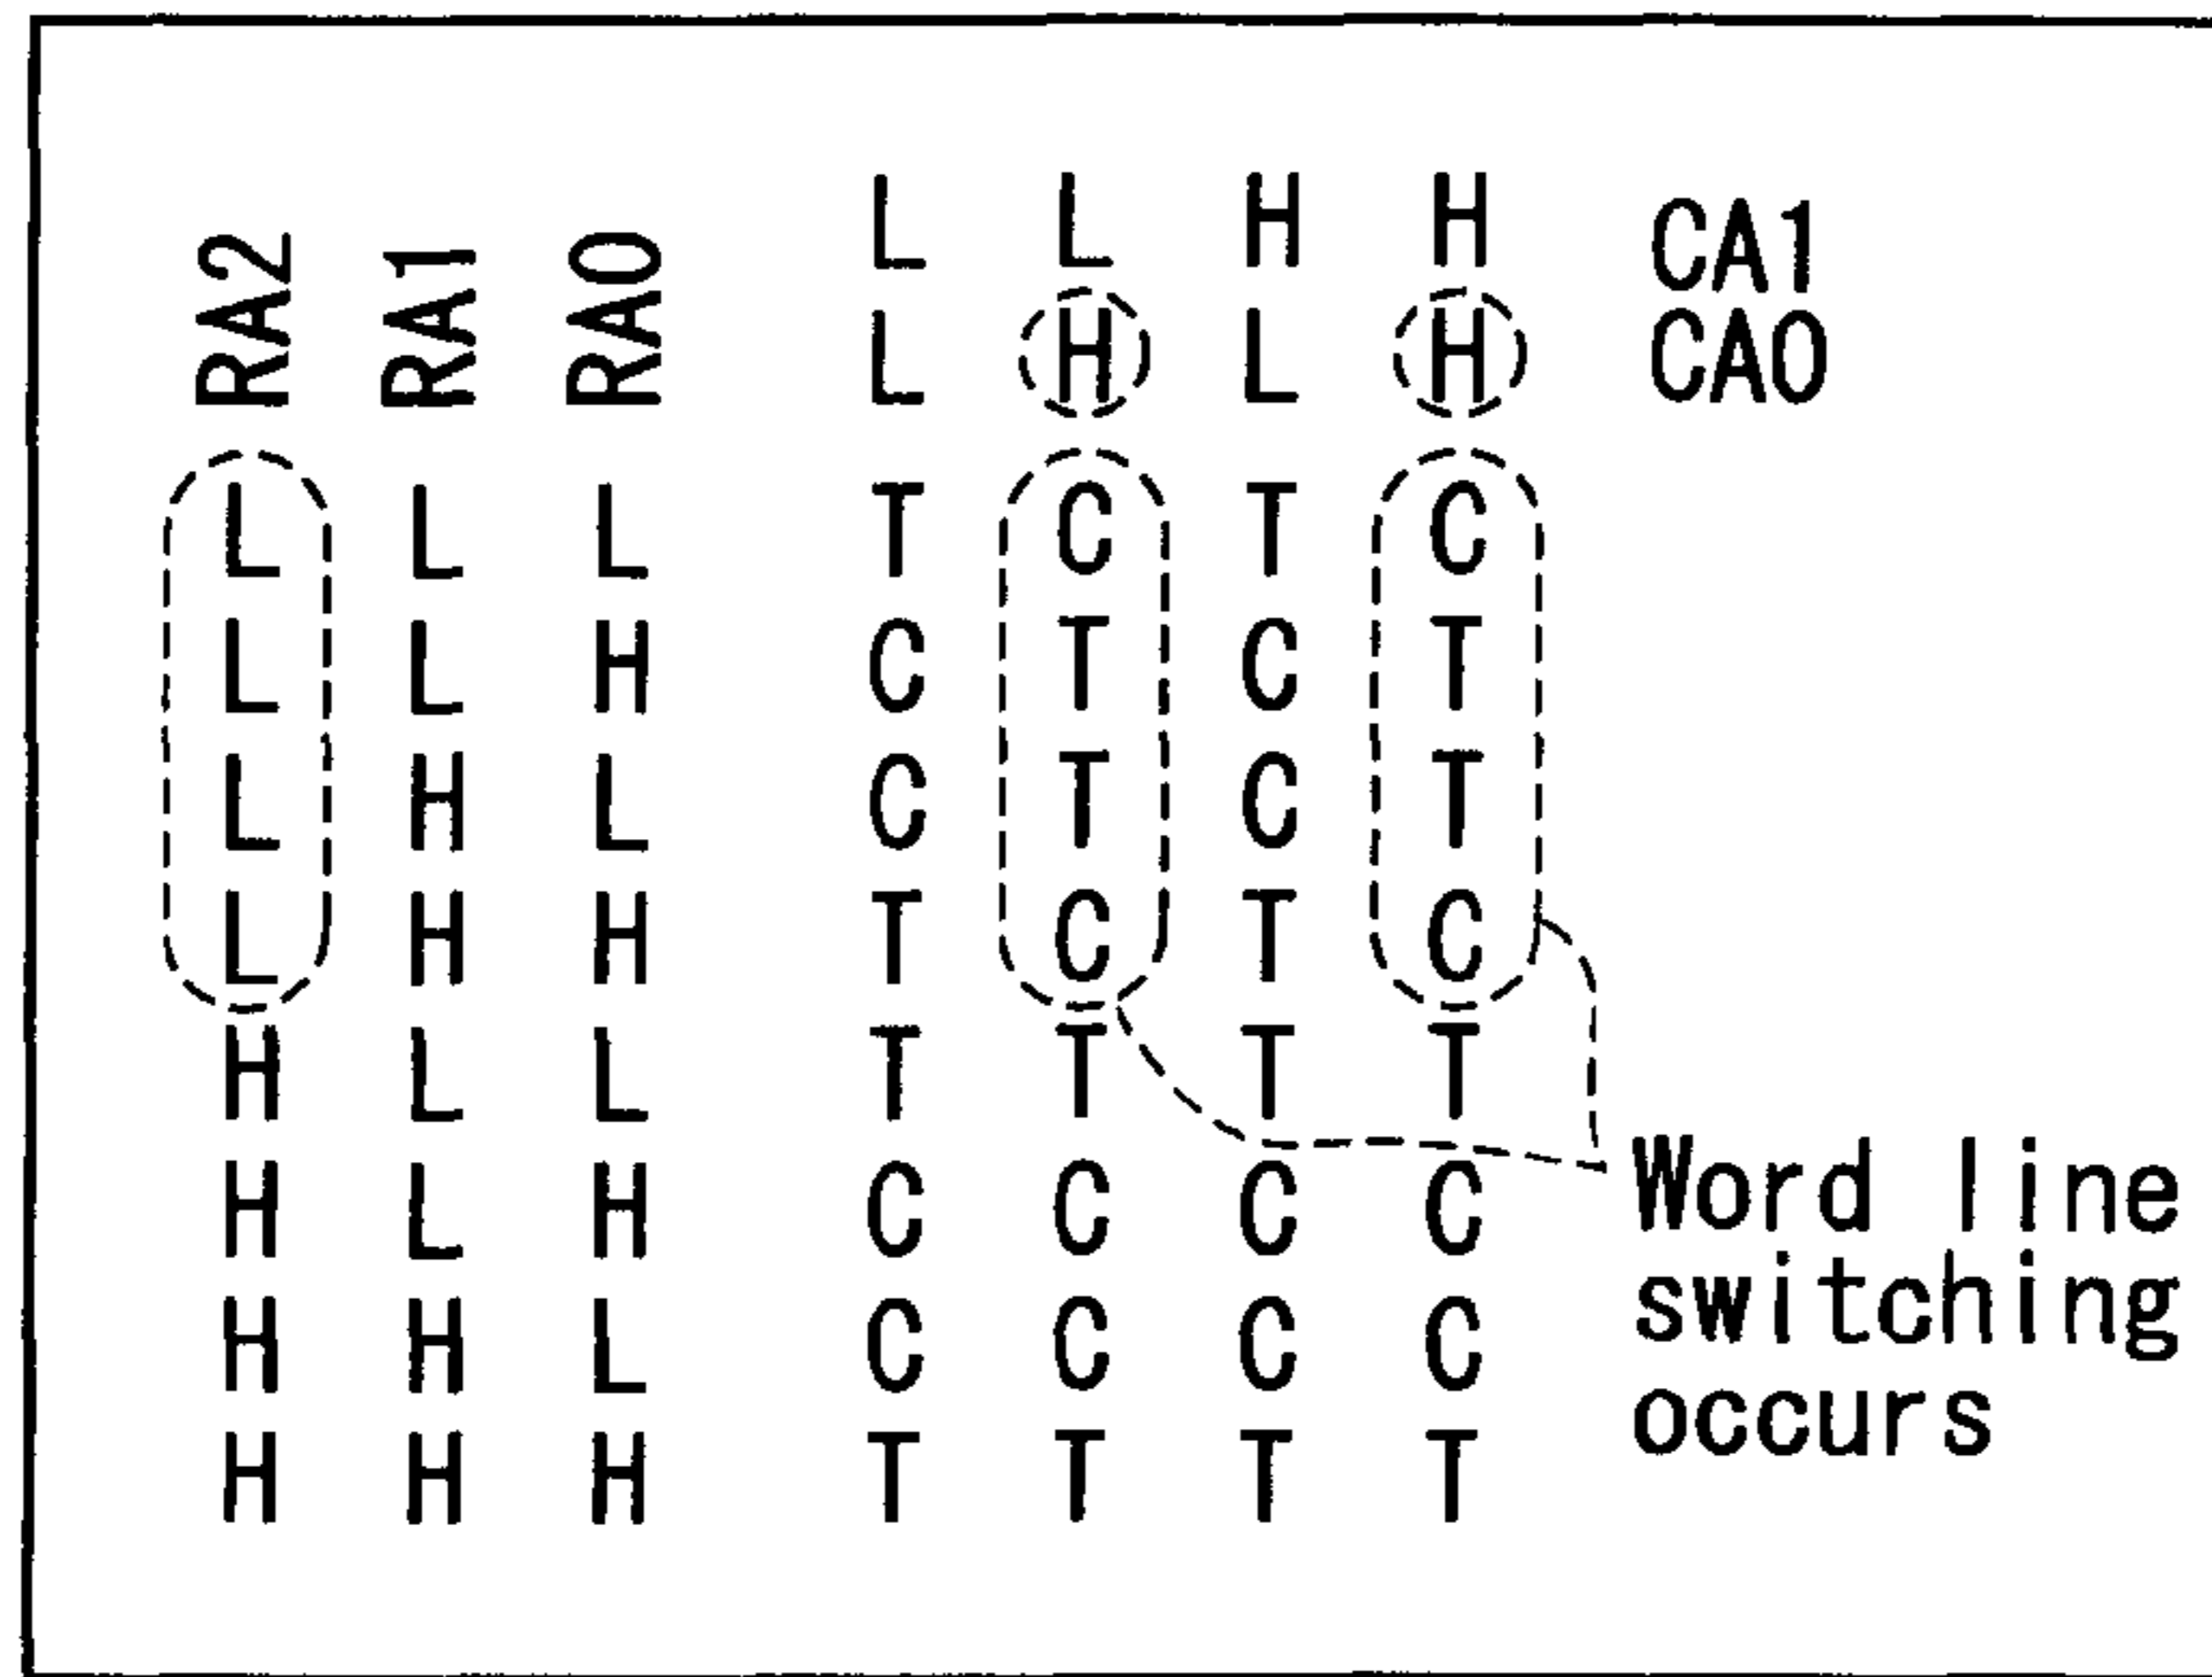 L L H H CA1
RA2 RA1 RA0 L H L H CA0
L L L T C T C
L L H C T C T
L H L C T C T
L H H T C T C
H L L T T T T
H L H C C C C
H H L C C C C
H H H T T T T
Word line
switching
occurs